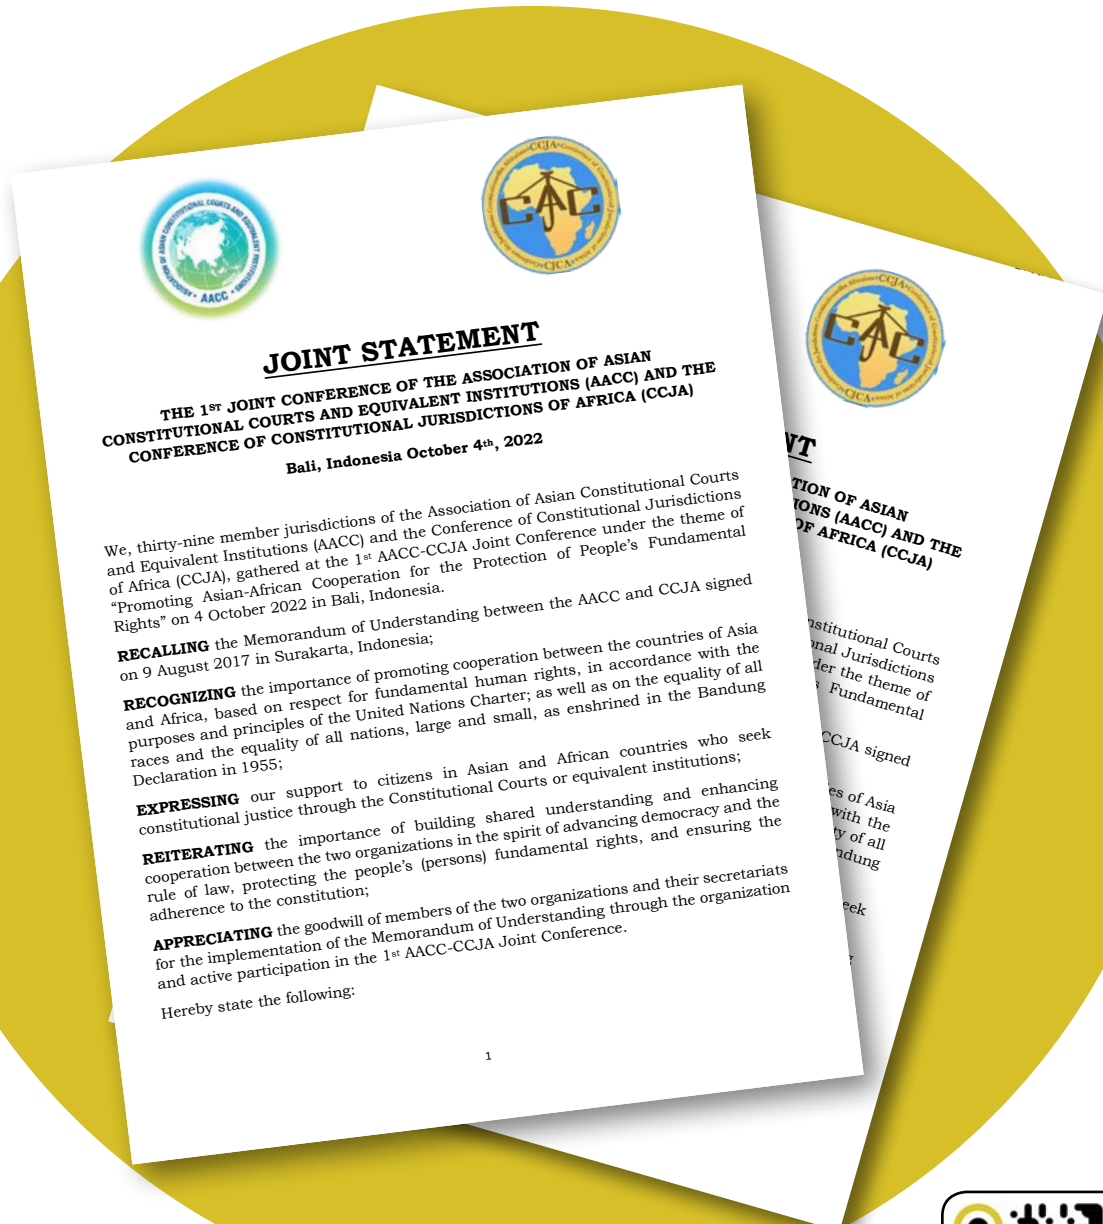 ASSOCIATION OF ASIAN CONSTITUTIONAL COURTS AND EQUIVALENT INSTITUTIONS
• AACC •
CCJA
CJCA
CAC
J
JOINT STATEMENT
THE 1ST JOINT CONFERENCE OF THE ASSOCIATION OF ASIAN
CONSTITUTIONAL COURTS AND EQUIVALENT INSTITUTIONS (AACC) AND THE
CONFERENCE OF CONSTITUTIONAL JURISDICTIONS OF AFRICA (CCJA)
Bali, Indonesia October 4th, 2022
We, thirty-nine member jurisdictions of the Association of Asian Constitutional Courts
and Equivalent Institutions (AACC) and the Conference of Constitutional Jurisdictions
of Africa (CCJA), gathered at the 1st AACC-CCJA Joint Conference under the theme of
“Promoting Asian-African Cooperation for the Protection of People’s Fundamental
Rights” on 4 October 2022 in Bali, Indonesia.
RECALLING the Memorandum of Understanding between the AACC and CCJA signed
on 9 August 2017 in Surakarta, Indonesia;
RECOGNIZING the importance of promoting cooperation between the countries of Asia
and Africa, based on respect for fundamental human rights, in accordance with the
purposes and principles of the United Nations Charter; as well as on the equality of all
races and the equality of all nations, large and small, as enshrined in the Bandung
Declaration in 1955;
EXPRESSING our support to citizens in Asian and African countries who seek
constitutional justice through the Constitutional Courts or equivalent institutions;
REITERATING the importance of building shared understanding and enhancing
cooperation between the two organizations in the spirit of advancing democracy and the
rule of law, protecting the people’s (persons) fundamental rights, and ensuring the
adherence to the constitution;
APPRECIATING the goodwill of members of the two organizations and their secretariats
for the implementation of the Memorandum of Understanding through the organization
and active participation in the 1st AACC-CCJA Joint Conference.
Hereby state the following:
1
CCJA
CJCA
CAC
J
NT
TION OF ASIAN
IONS (AACC) AND THE
OF AFRICA (CCJA)
nstitutional Courts
onal Jurisdictions
der the theme of
s Fundamental
CCJA signed
es of Asia
with the
ty of all
ndung
eek